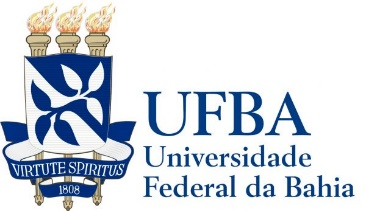 UFBA
Universidade
Federal da Bahia
VIRTUTE SPIRITUS
1808